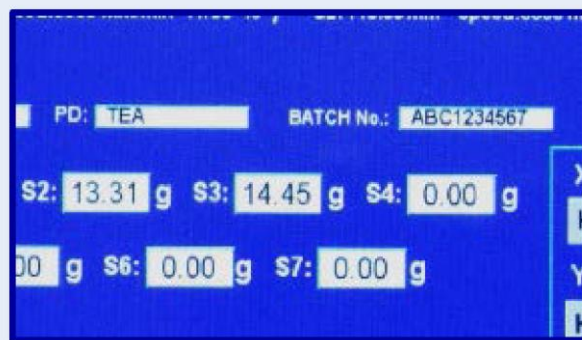 PD: TEA BATCH No.: ABC1234567
S2: 13.31 g S3: 14.45 g S4: 0.00 g
00 g S6: 0.00 g S7: 0.00 g
Y